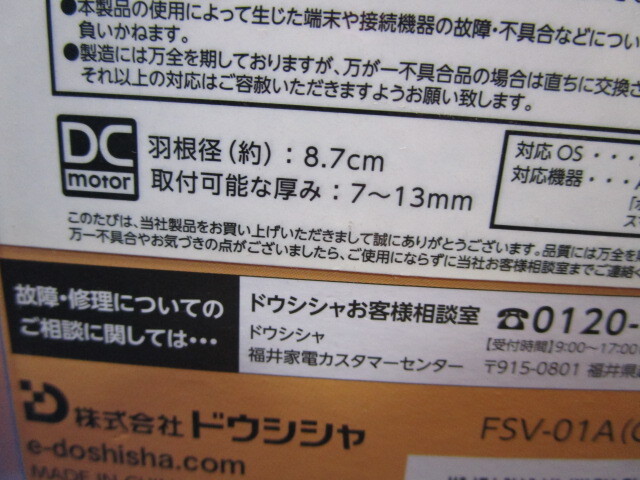 ●本製品の使用によって生じた端末や接続機器の故障・不具合などについ
負いかねます。
●製造には万全を期しておりますが、万が一不具合品の場合は直ちに交換さ
それ以上の対応はご容赦いただきますようお願い致します。
DC
motor
羽根径（約）：8.7cm
取付可能な厚み：7～13mm
対応OS・・・
対応機器・・・
このたびは、当社製品をお買い上げいただきまして誠にありがとうございます。品質には万全を
万一不具合やお気づきの点がございましたら、ご使用にならずに当社お客様相談室までご連絡
故障・修理についての
ご相談に関しては・・・
ドウシシャお客様相談室
ドウシシャ
福井家電カスタマーセンター
☎0120-
【受付時間】9:00～17:00
〒915-0801 福井県
株式会社 ドウシシャ
e-doshisha.com
MADE IN
FSV-01A